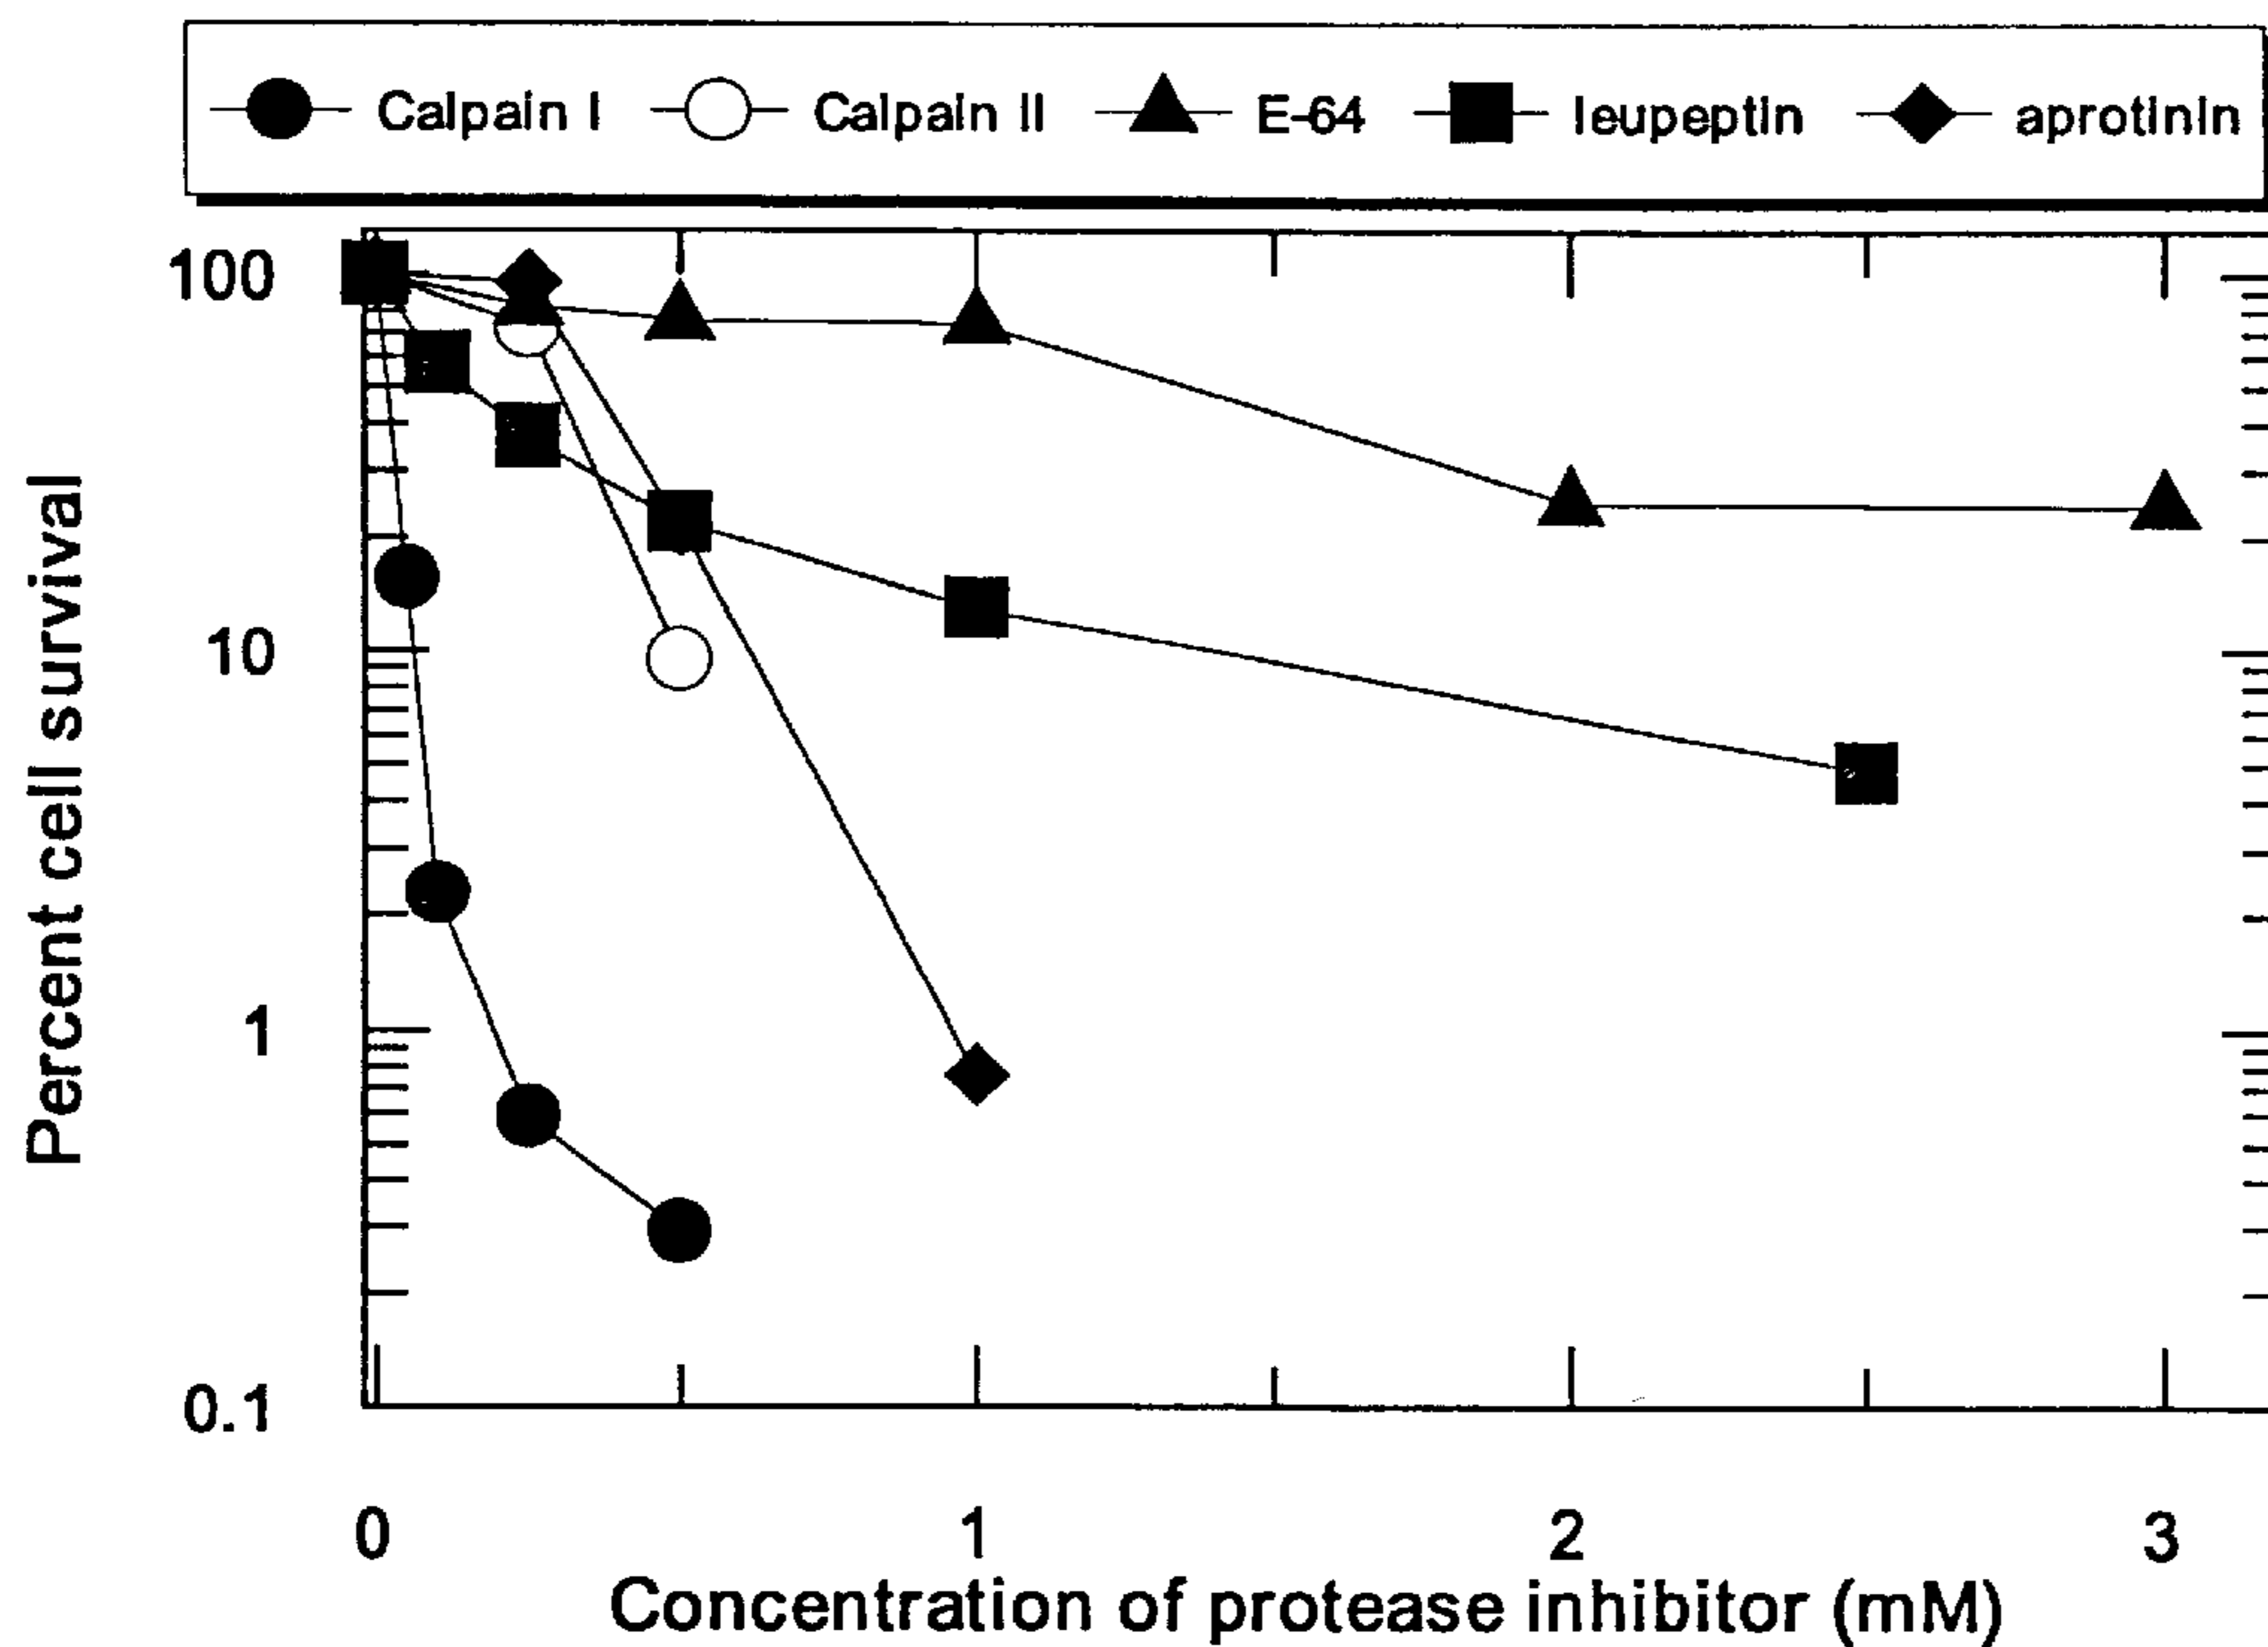 Calpain I Calpain II E-64 leupeptin aprotinin
100
10
1
0.1
Percent cell survival
0 1 2 3
Concentration of protease inhibitor (mM)